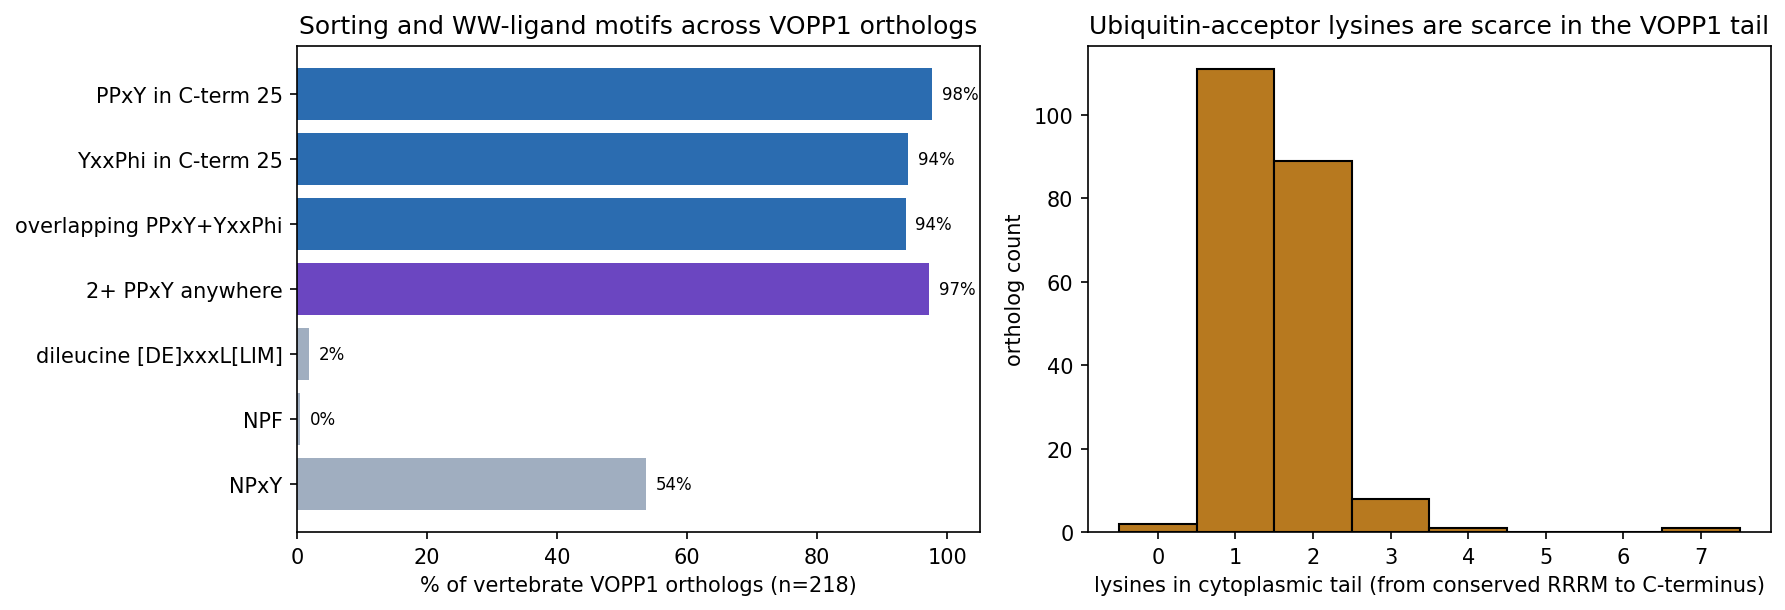 Sorting and WW-ligand motifs across VOPP1 orthologs
PPxY in C-term 25
98%
YxxPhi in C-term 25
94%
overlapping PPxY+YxxPhi
94%
2+ PPxY anywhere
97%
dileucine [DE]xxxL[LIM]
2%
NPF
0%
NPxY
54%
0 20 40 60 80 100
% of vertebrate VOPP1 orthologs (n=218)
Ubiquitin-acceptor lysines are scarce in the VOPP1 tail
ortholog count
100
80
60
40
20
0
0 1 2 3 4 5 6 7
lysines in cytoplasmic tail (from conserved RRRM to C-terminus)